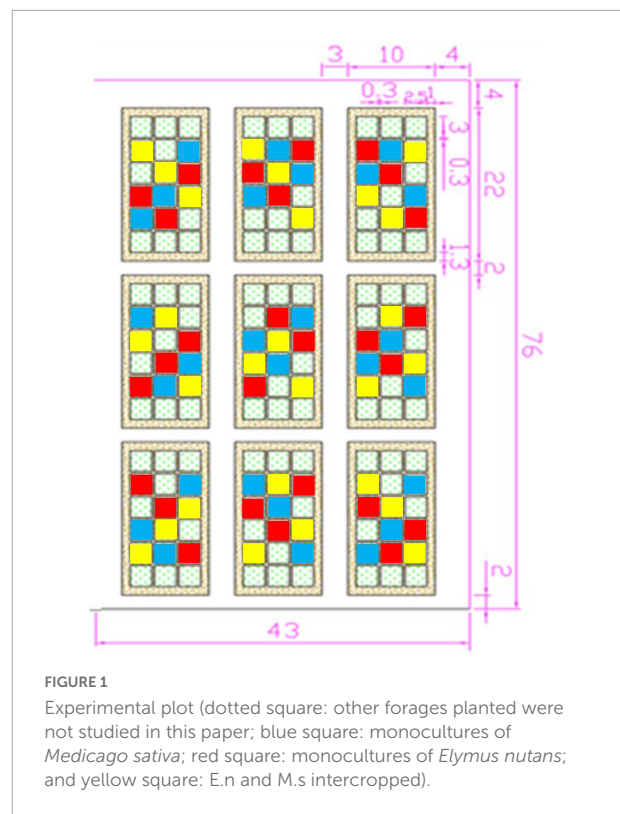 3 10 4
4
0.3 2.5 1
3
0.3
22
1.3
2
76
2
43
FIGURE 1
Experimental plot (dotted square: other forages planted were
not studied in this paper; blue square: monocultures of
Medicago sativa; red square: monocultures of Elymus nutans;
and yellow square: E.n and M.s intercropped).